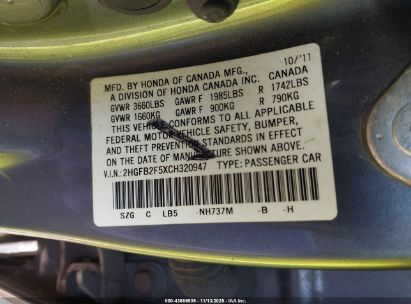 10/'11
MFD. BY HONDA OF CANADA MFG.,
A DIVISION OF HONDA CANADA INC. CANADA
GVWR 3660LBS GAWR F 1985LBS R 1742LBS
GVWR 1660KG GAWR F 900KG R 790KG
THIS VEHICLE CONFORMS TO ALL APPLICABLE
FEDERAL MOTOR VEHICLE SAFETY, BUMPER,
AND THEFT PREVENTION STANDARDS IN EFFECT
ON THE DATE OF MANUFACTURE SHOWN ABOVE.
V.I.N.: 2HGFB2F5XCH320947 TYPE: PASSENGER CAR
SZG C LB5 -NH737M -B -H